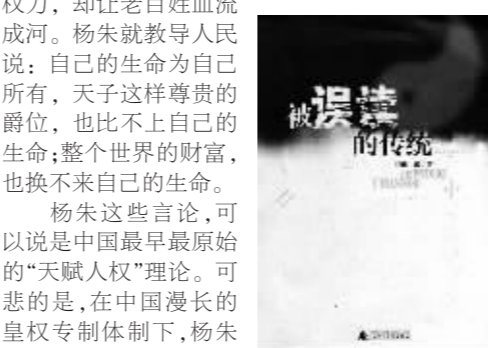 权力，却让老百姓血流
成河。杨朱就教导人民
说：自己的生命为自己
所有，天子这样尊贵的
爵位，也比不上自己的
生命；整个世界的财富，
也换不来自己的生命。
杨朱这些言论，可
以说是中国最早最原始
的“天赋人权”理论。可
悲的是，在中国漫长的
皇权专制体制下，杨朱
被误读
的传统